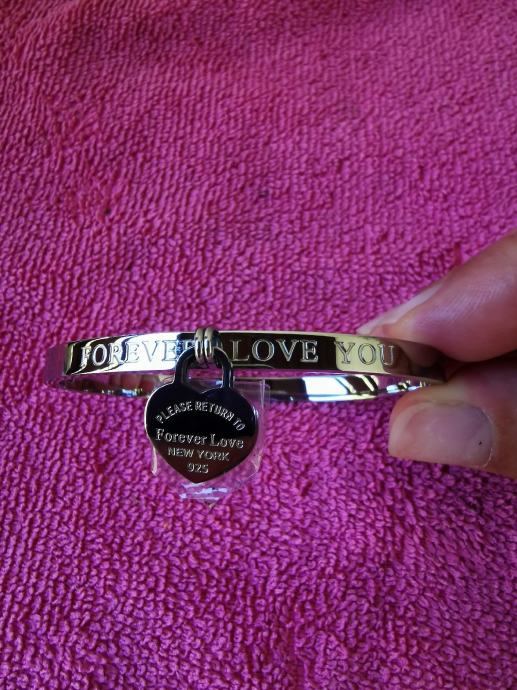 FOREVER LOVE YOU
PLEASE RETURN TO
Forever Love
NEW YORK
925